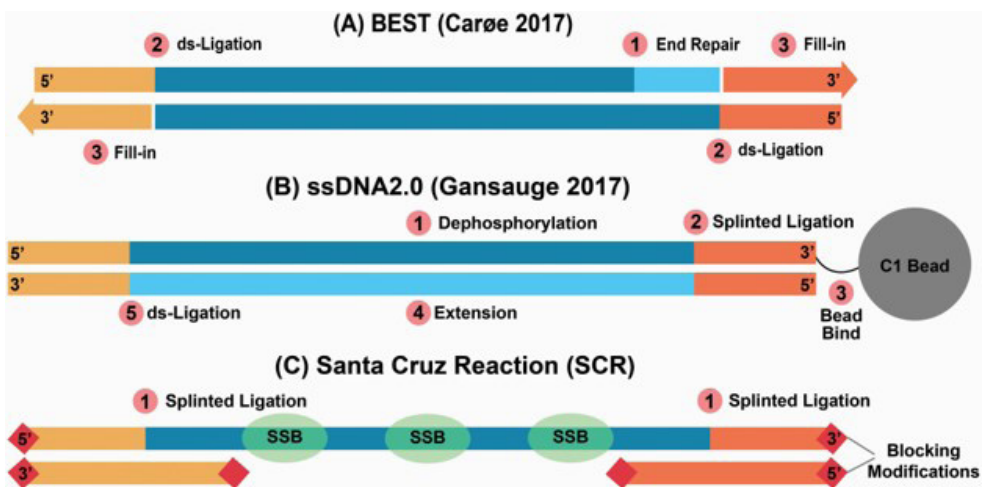 (A) BEST (Carøe 2017)
2 ds-Ligation 1 End Repair 3 Fill-in
5' 3'
3' 5'
3 Fill-in 2 ds-Ligation
(B) ssDNA2.0 (Gansauge 2017)
1 Dephosphorylation 2 Splinted Ligation
5' 3'
C1 Bead
3' 5'
5 ds-Ligation 4 Extension 3
Bead
Bind
(C) Santa Cruz Reaction (SCR)
1 Splinted Ligation 1 Splinted Ligation
5' SSB SSB SSB 3'
Blocking
Modifications
3' 5'